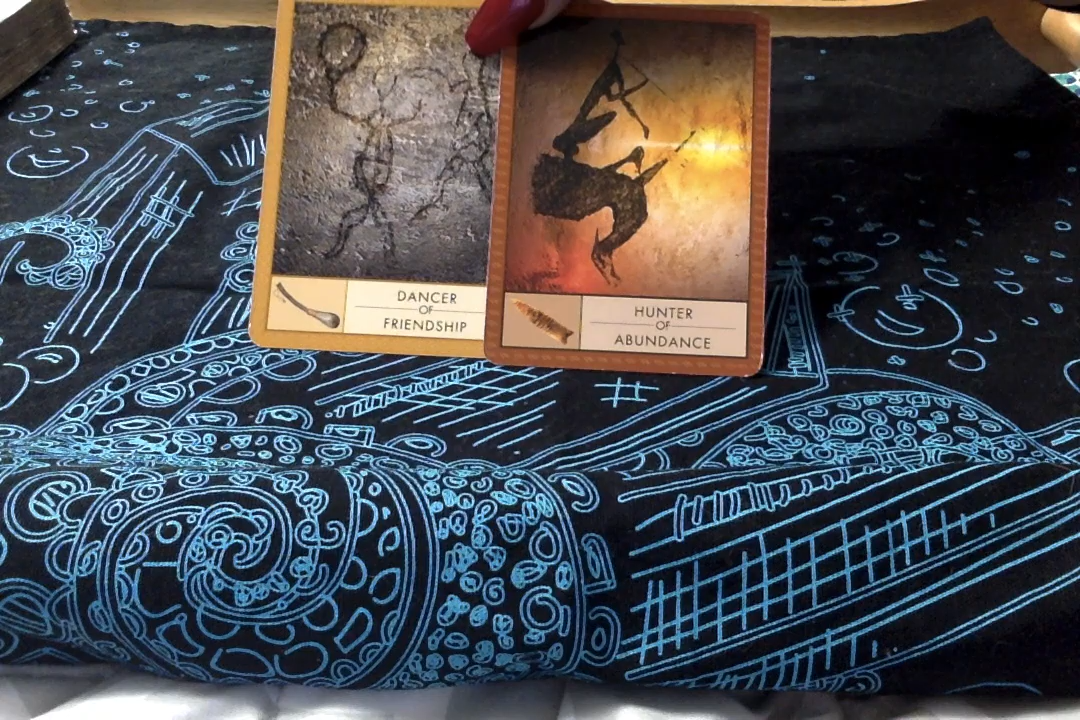 DANCER
OF
FRIENDSHIP
HUNTER
OF
ABUNDANCE